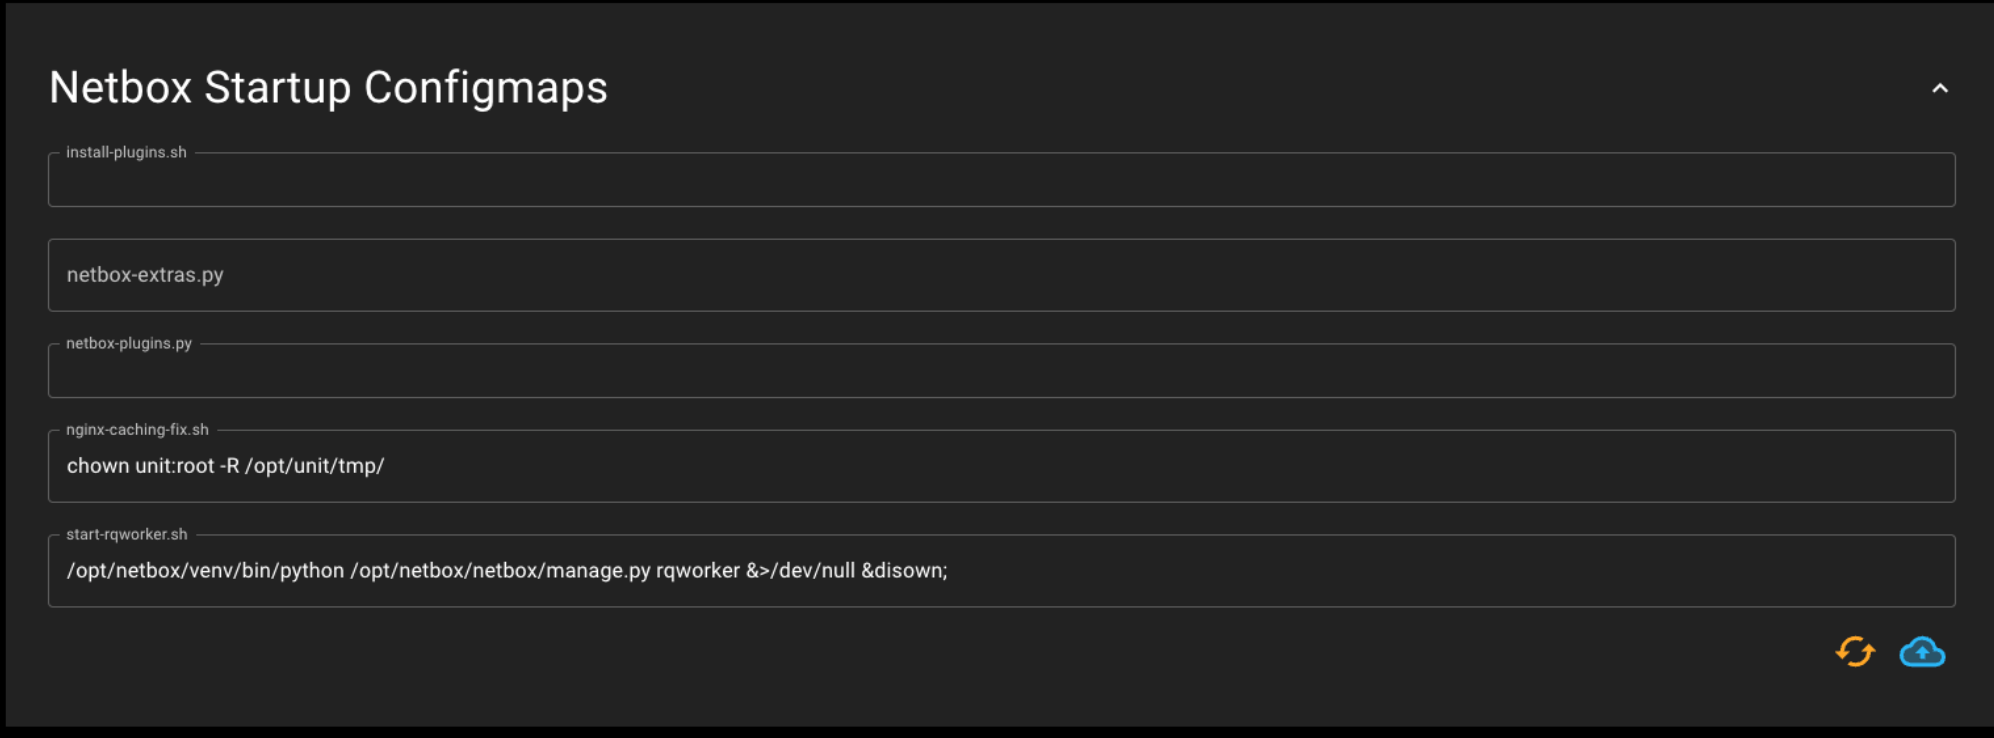 Netbox Startup Configmaps
install-plugins.sh
netbox-extras.py
netbox-plugins.py
nginx-caching-fix.sh
chown unit:root -R /opt/unit/tmp/
start-rqworker.sh
/opt/netbox/venv/bin/python /opt/netbox/netbox/manage.py rqworker &>/dev/null &disown;